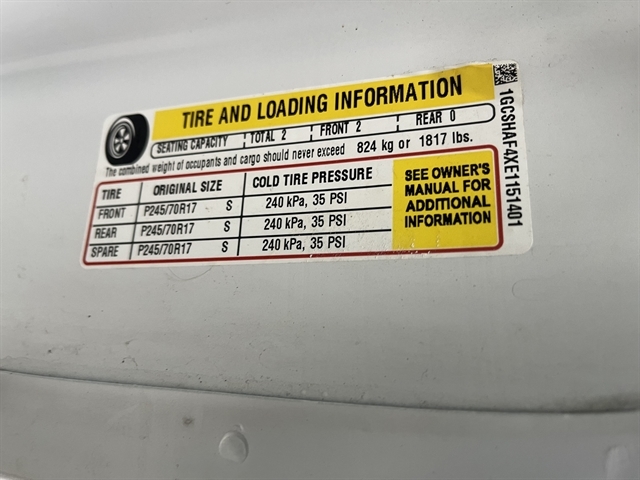 TIRE AND LOADING INFORMATION
SEATING CAPACITY TOTAL 2 FRONT 2 REAR 0
The combined weight of occupants and cargo should never exceed 824 kg or 1817 lbs.
TIRE ORIGINAL SIZE COLD TIRE PRESSURE
FRONT P245/70R17 S 240 kPa, 35 PSI
REAR P245/70R17 S 240 kPa, 35 PSI
SPARE P245/70R17 S 240 kPa, 35 PSI
SEE OWNER'S
MANUAL FOR
ADDITIONAL
INFORMATION
1GCSHAF4XE1151401